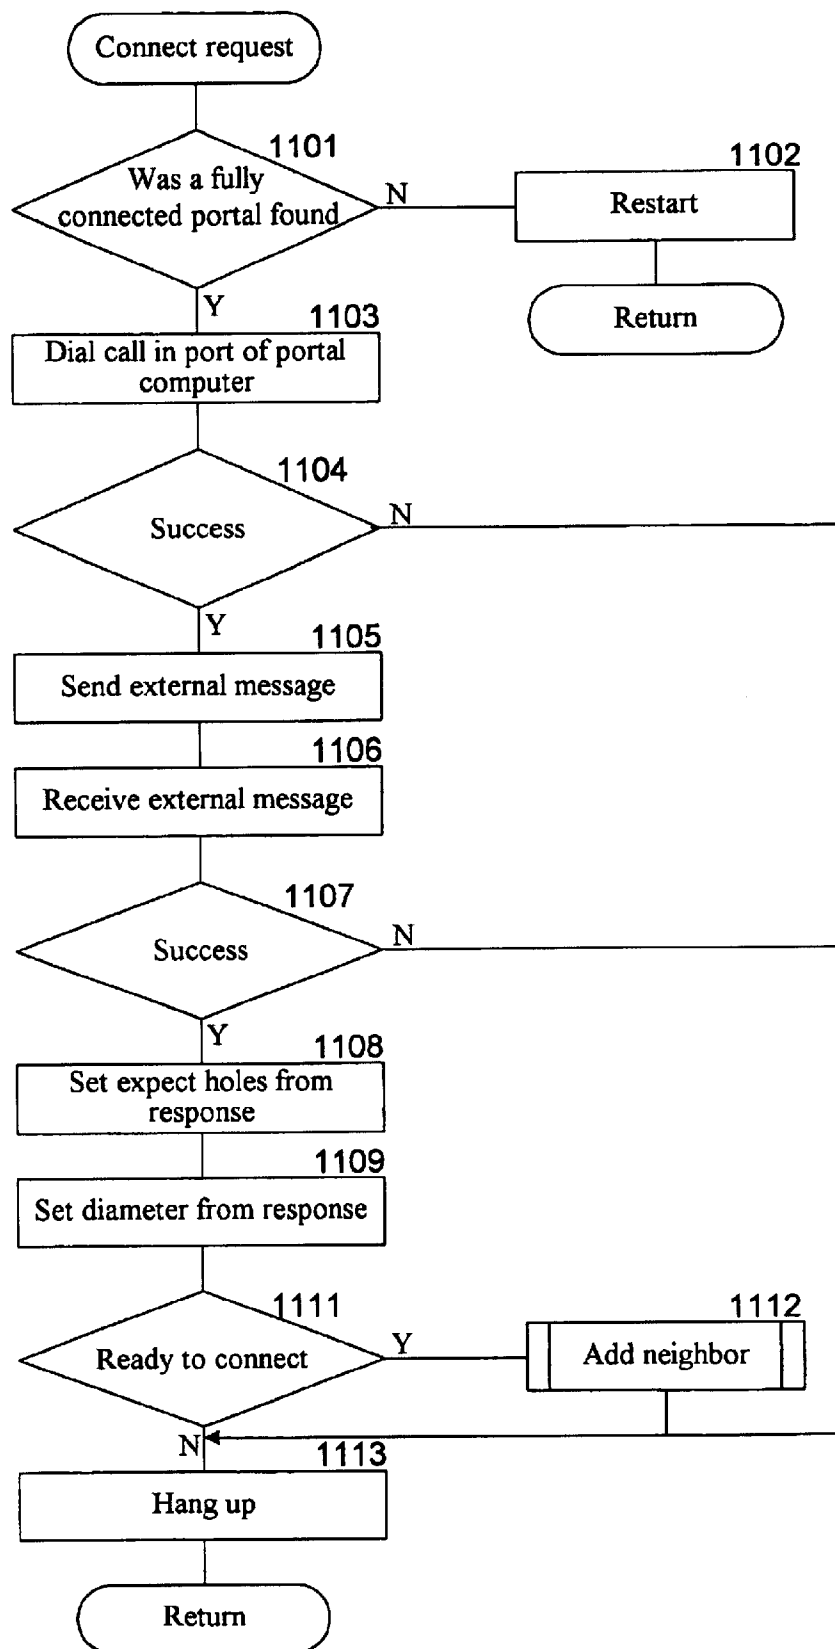 Connect request
1101
Was a fully
connected portal found
N
1102
Restart
Return
Y
1103
Dial call in port of portal
computer
1104
Success
N
Y
1105
Send external message
1106
Receive external message
1107
Success
N
Y
1108
Set expect holes from
response
1109
Set diameter from response
1111
Ready to connect
Y
1112
Add neighbor
N
1113
Hang up
Return